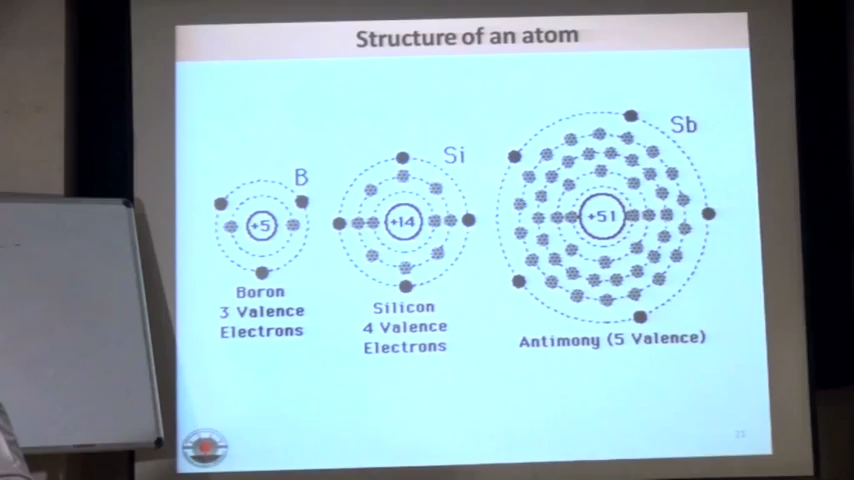 Structure of an atom
B
+5
Boron
3 Valence
Electrons
Si
+14
Silicon
4 Valence
Electrons
Sb
+51
Antimony (5 Valence)